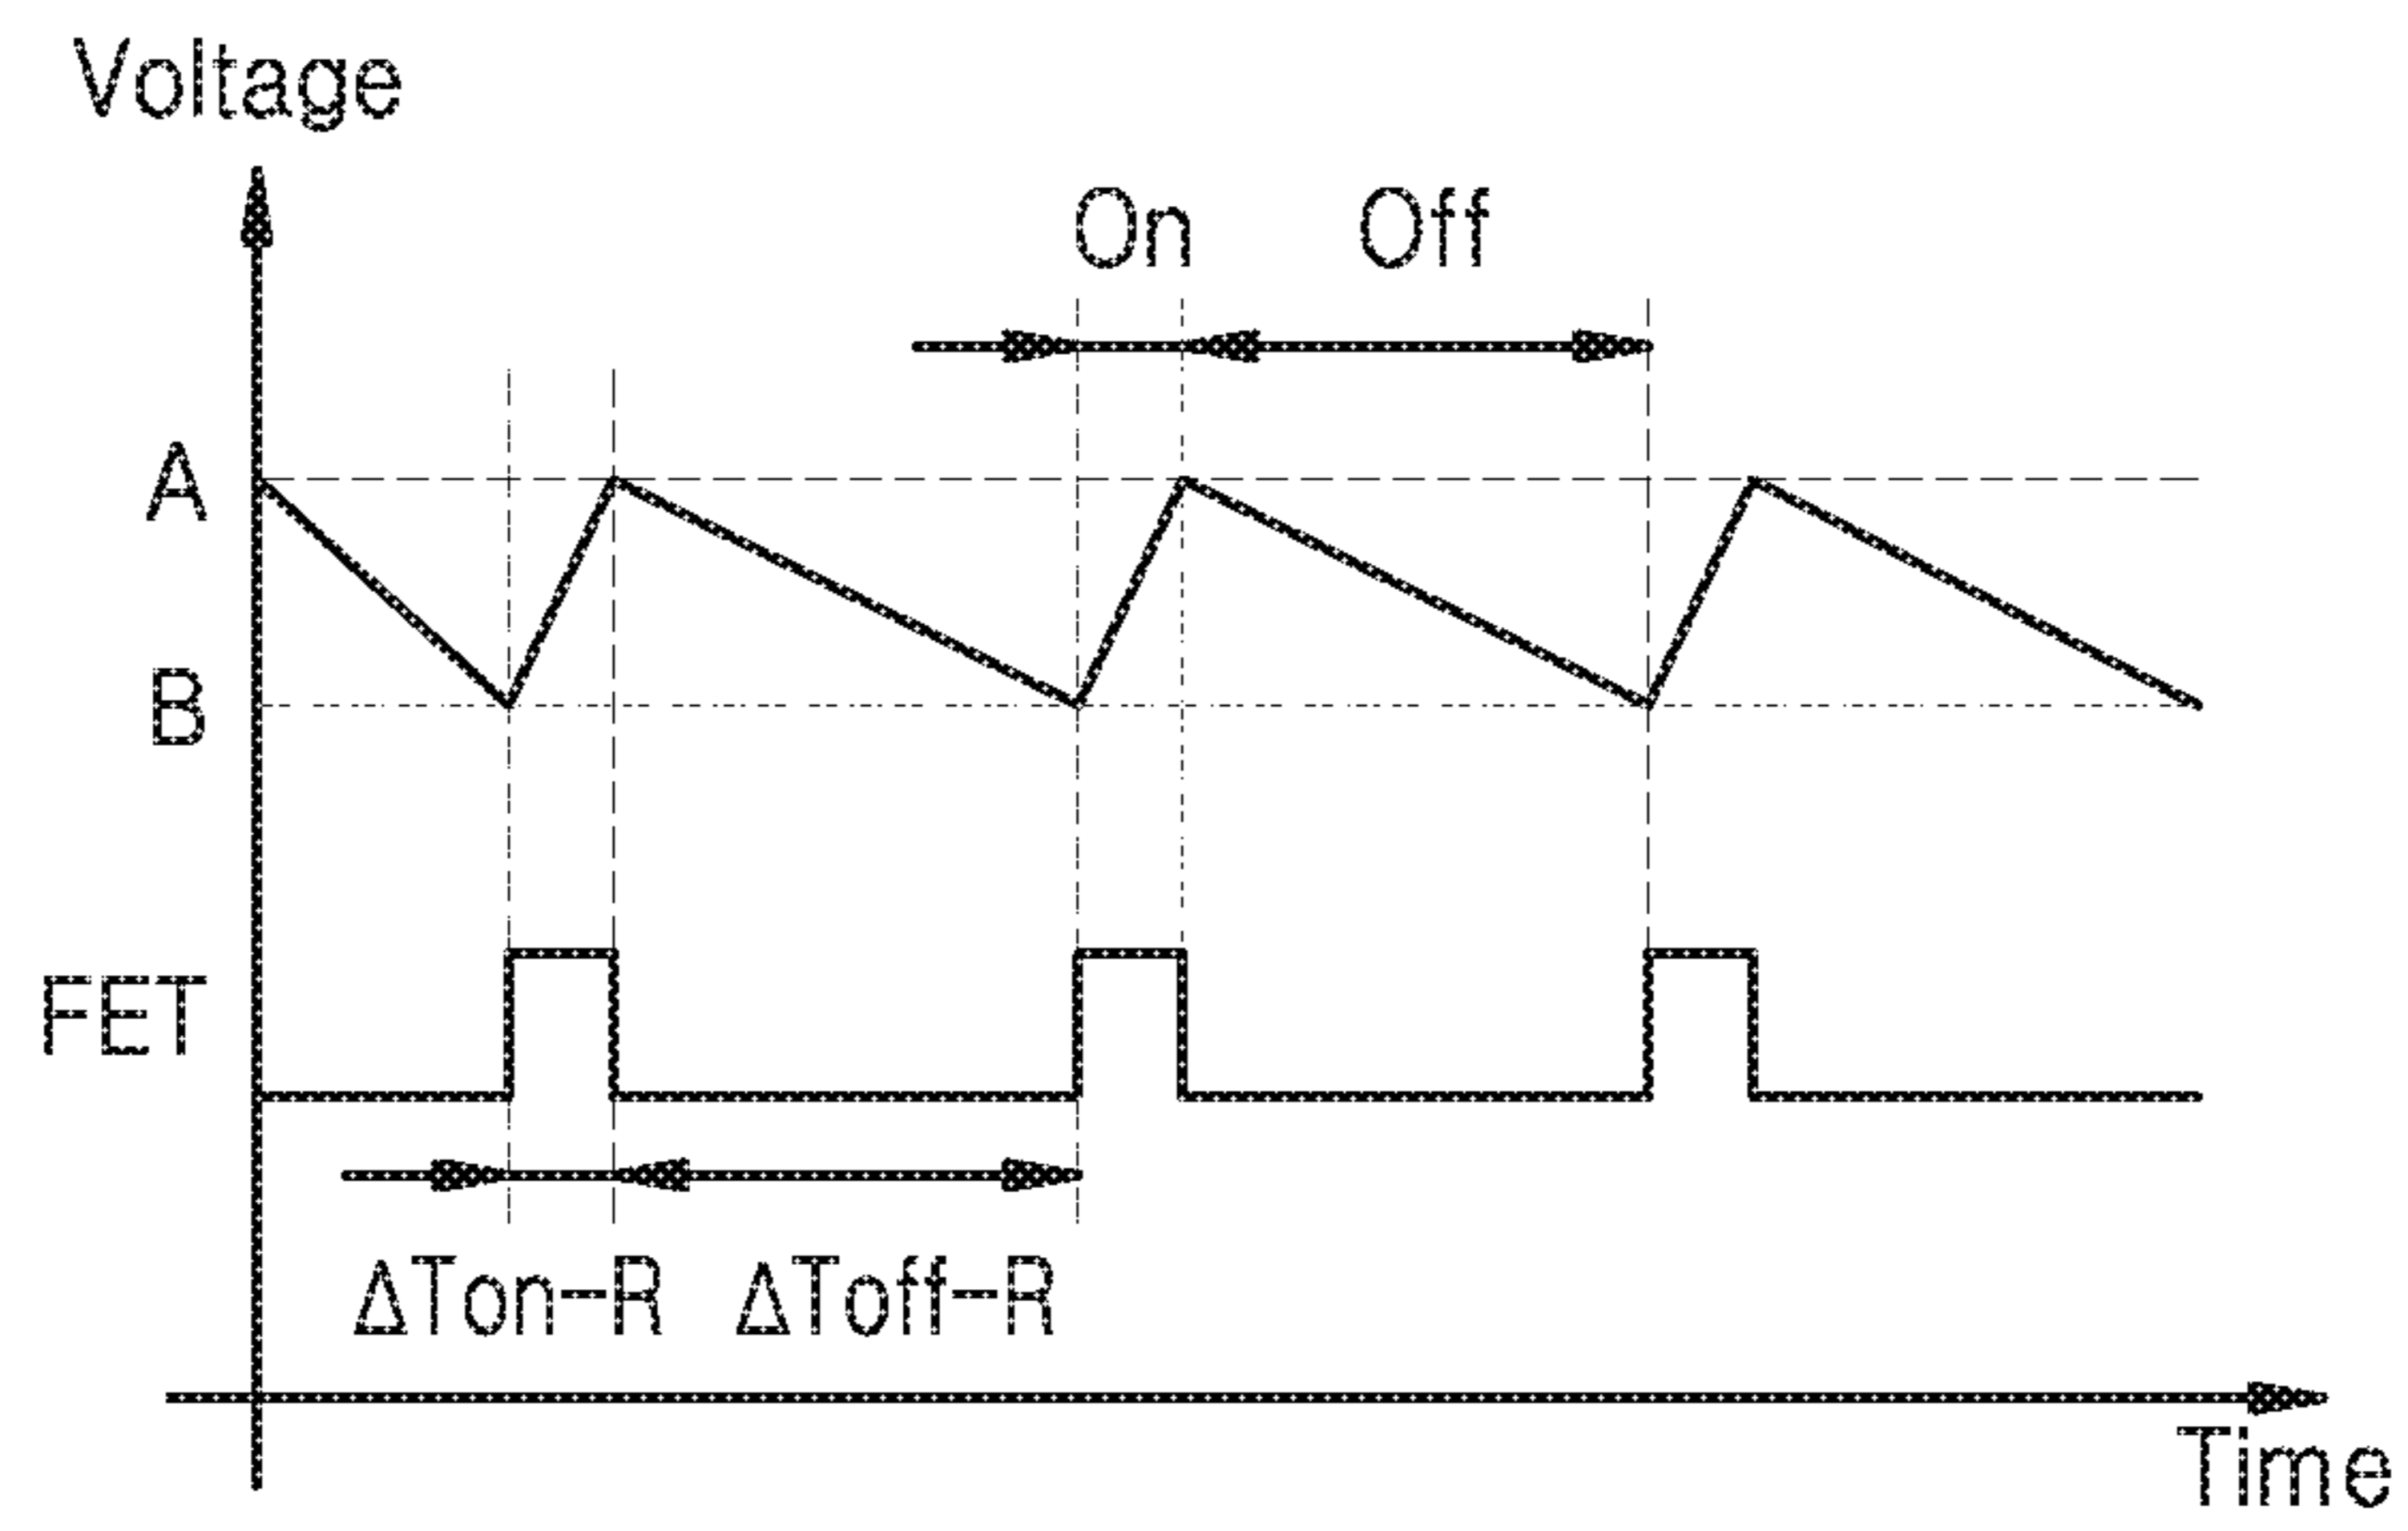 Voltage
On Off
A
B
FET
ΔTon-R ΔToff-R
Time